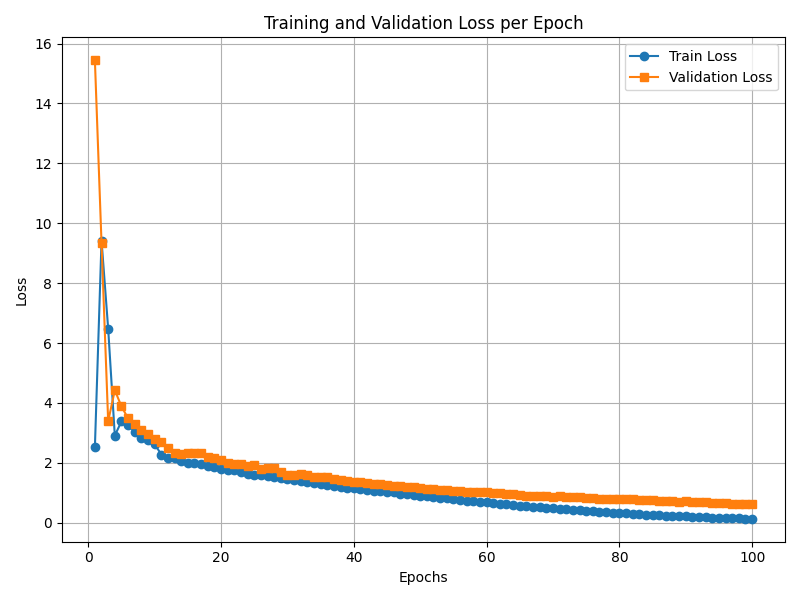 Training and Validation Loss per Epoch
Train Loss
Validation Loss
16
14
12
10
8
6
4
2
0
Loss
0 20 40 60 80 100
Epochs